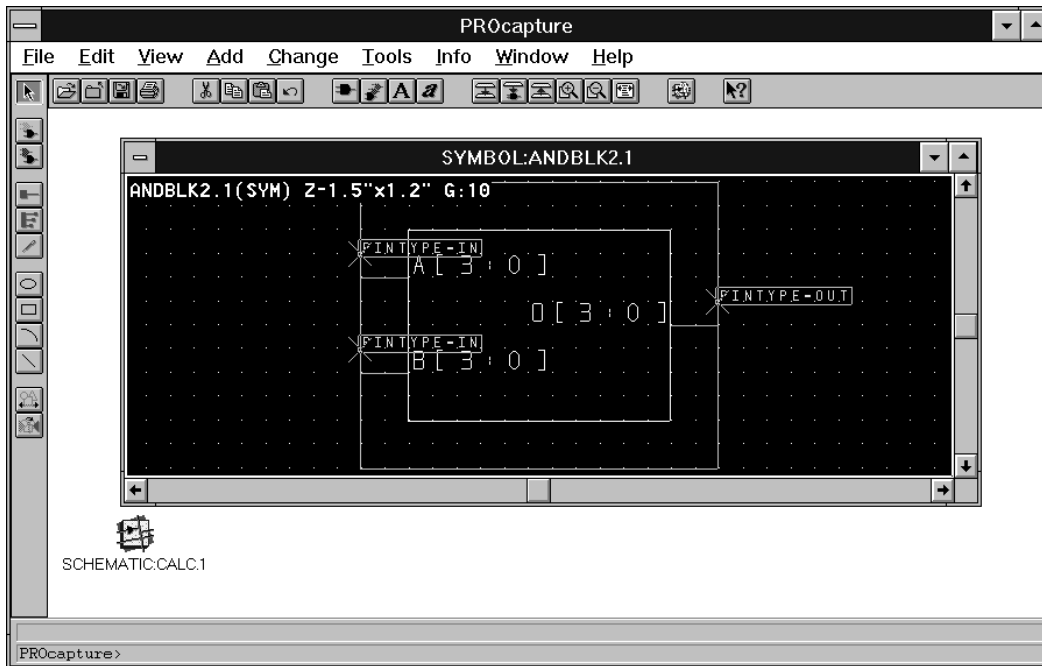 PROcapture
File Edit View Add Change Tools Info Window Help
A a ?
SYMBOL:ANDBLK2.1
ANDBLK2.1(SYM) Z-1.5"x1.2" G:10
PINTYPE-IN
A[3:0]
PINTYPE-OUT
O[3:0]
PINTYPE-IN
B[3:0]
SCHEMATIC:CALC.1
PROcapture>